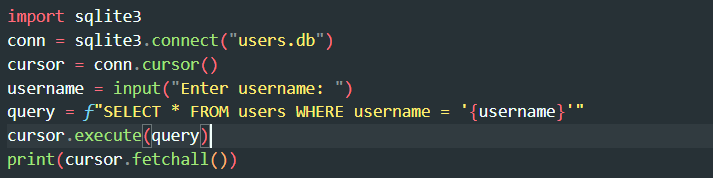 import sqlite3
conn = sqlite3.connect("users.db")
cursor = conn.cursor()
username = input("Enter username: ")
query = f"SELECT * FROM users WHERE username = '{username}'"
cursor.execute(query)
print(cursor.fetchall())